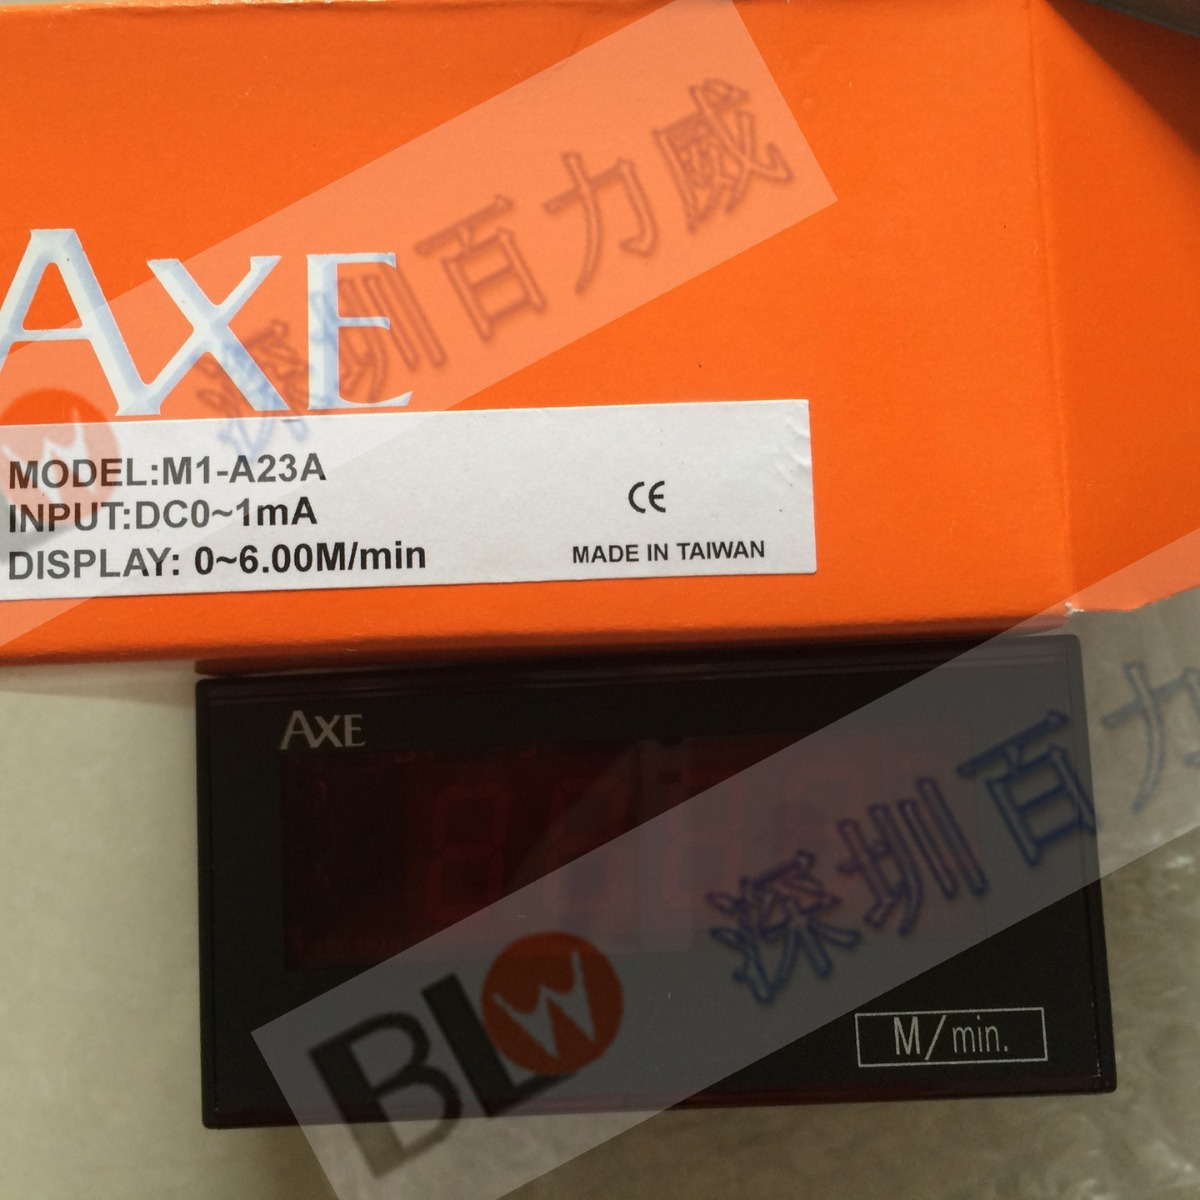 AXE
深圳百力威
MODEL:M1-A23A
INPUT:DC0~1mA
DISPLAY: 0~6.00M/min
CE
MADE IN TAIWAN
AXE
深圳百力
BLW
M/min.